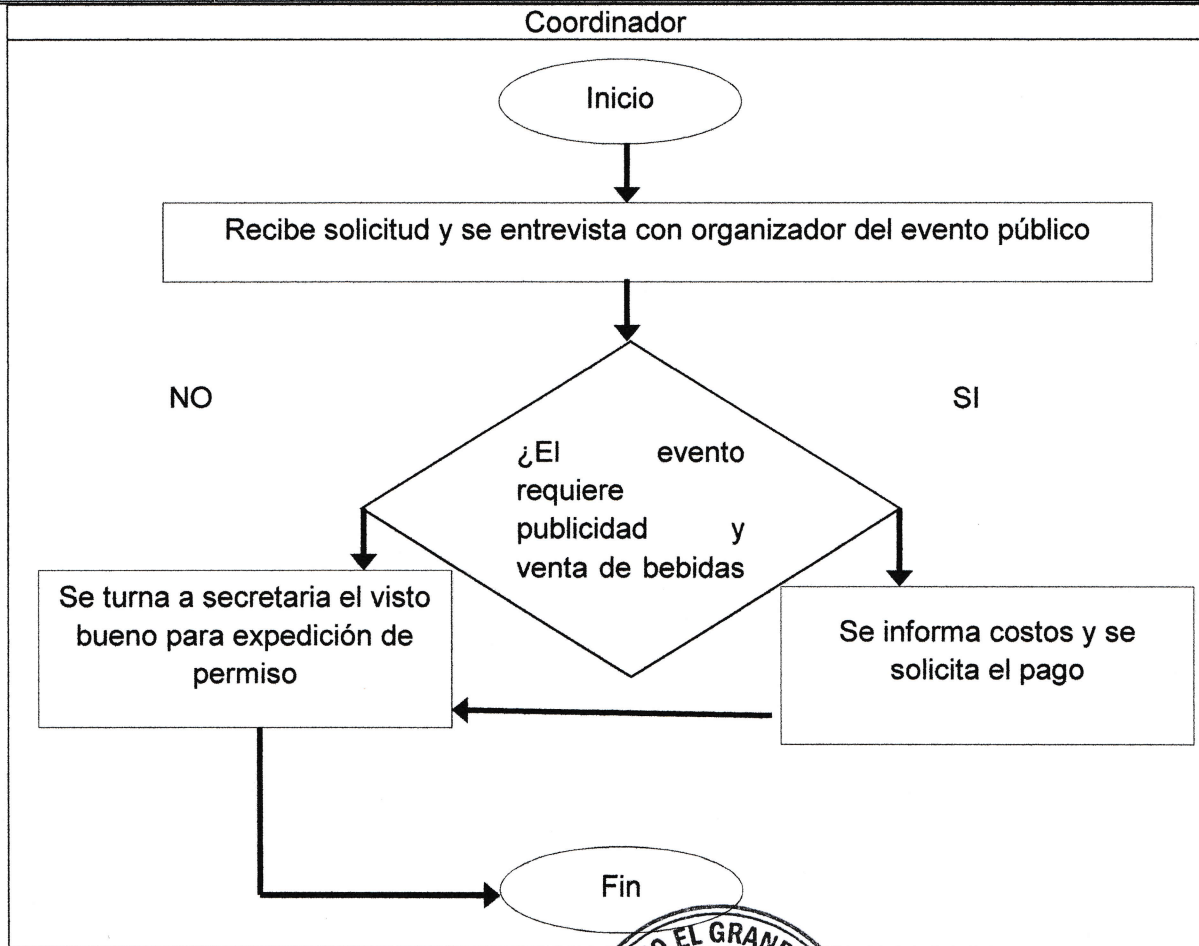 Coordinador
Inicio
Recibe solicitud y se entrevista con organizador del evento público
NO
SI
¿El evento
requiere
publicidad y
venta de bebidas
Se turna a secretaria el visto
bueno para expedición de
permiso
Se informa costos y se
solicita el pago
Fin
EL GRAN